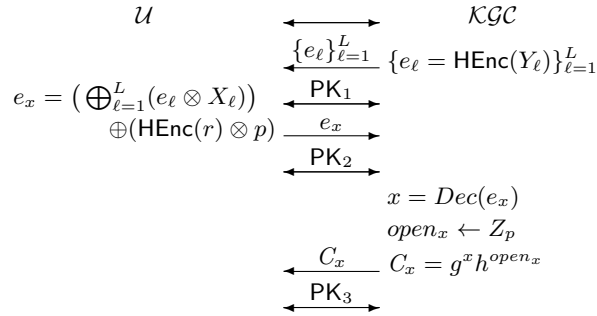 𝒰 𝒦𝒢𝒞
{e_ℓ}_{ℓ=1}^L {e_ℓ = HEnc(Y_ℓ)}_{ℓ=1}^L
PK_1
e_x = (⨁_{ℓ=1}^L (e_ℓ ⊗ X_ℓ))
⊕(HEnc(r) ⊗ p) e_x
PK_2
x = Dec(e_x)
open_x ← Z_p
C_x C_x = g^x h^{open_x}
PK_3